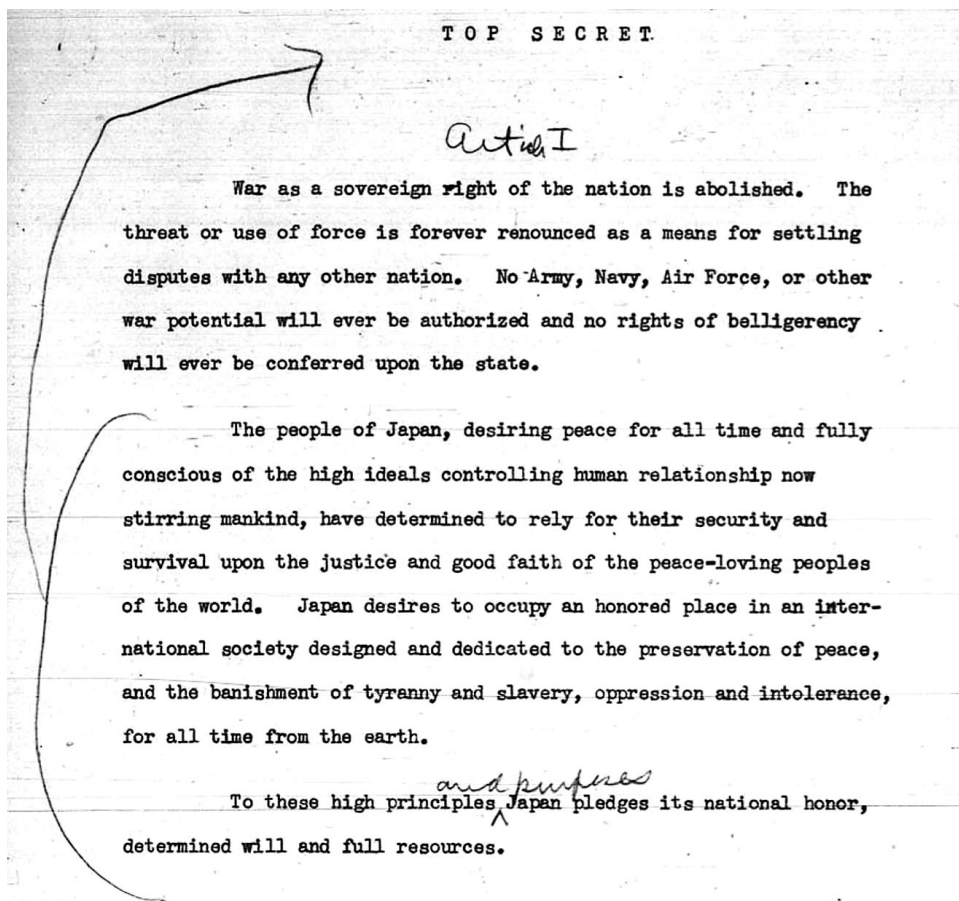 TOP SECRET.
Article I
War as a sovereign right of the nation is abolished. The
threat or use of force is forever renounced as a means for settling
disputes with any other nation. No Army, Navy, Air Force, or other
war potential will ever be authorized and no rights of belligerency
will ever be conferred upon the state.
The people of Japan, desiring peace for all time and fully
conscious of the high ideals controlling human relationship now
stirring mankind, have determined to rely for their security and
survival upon the justice and good faith of the peace-loving peoples
of the world. Japan desires to occupy an honored place in an inter-
national society designed and dedicated to the preservation of peace,
and the banishment of tyranny and slavery, oppression and intolerance,
for all time from the earth.
and purposes
To these high principles Japan pledges its national honor,
determined will and full resources.